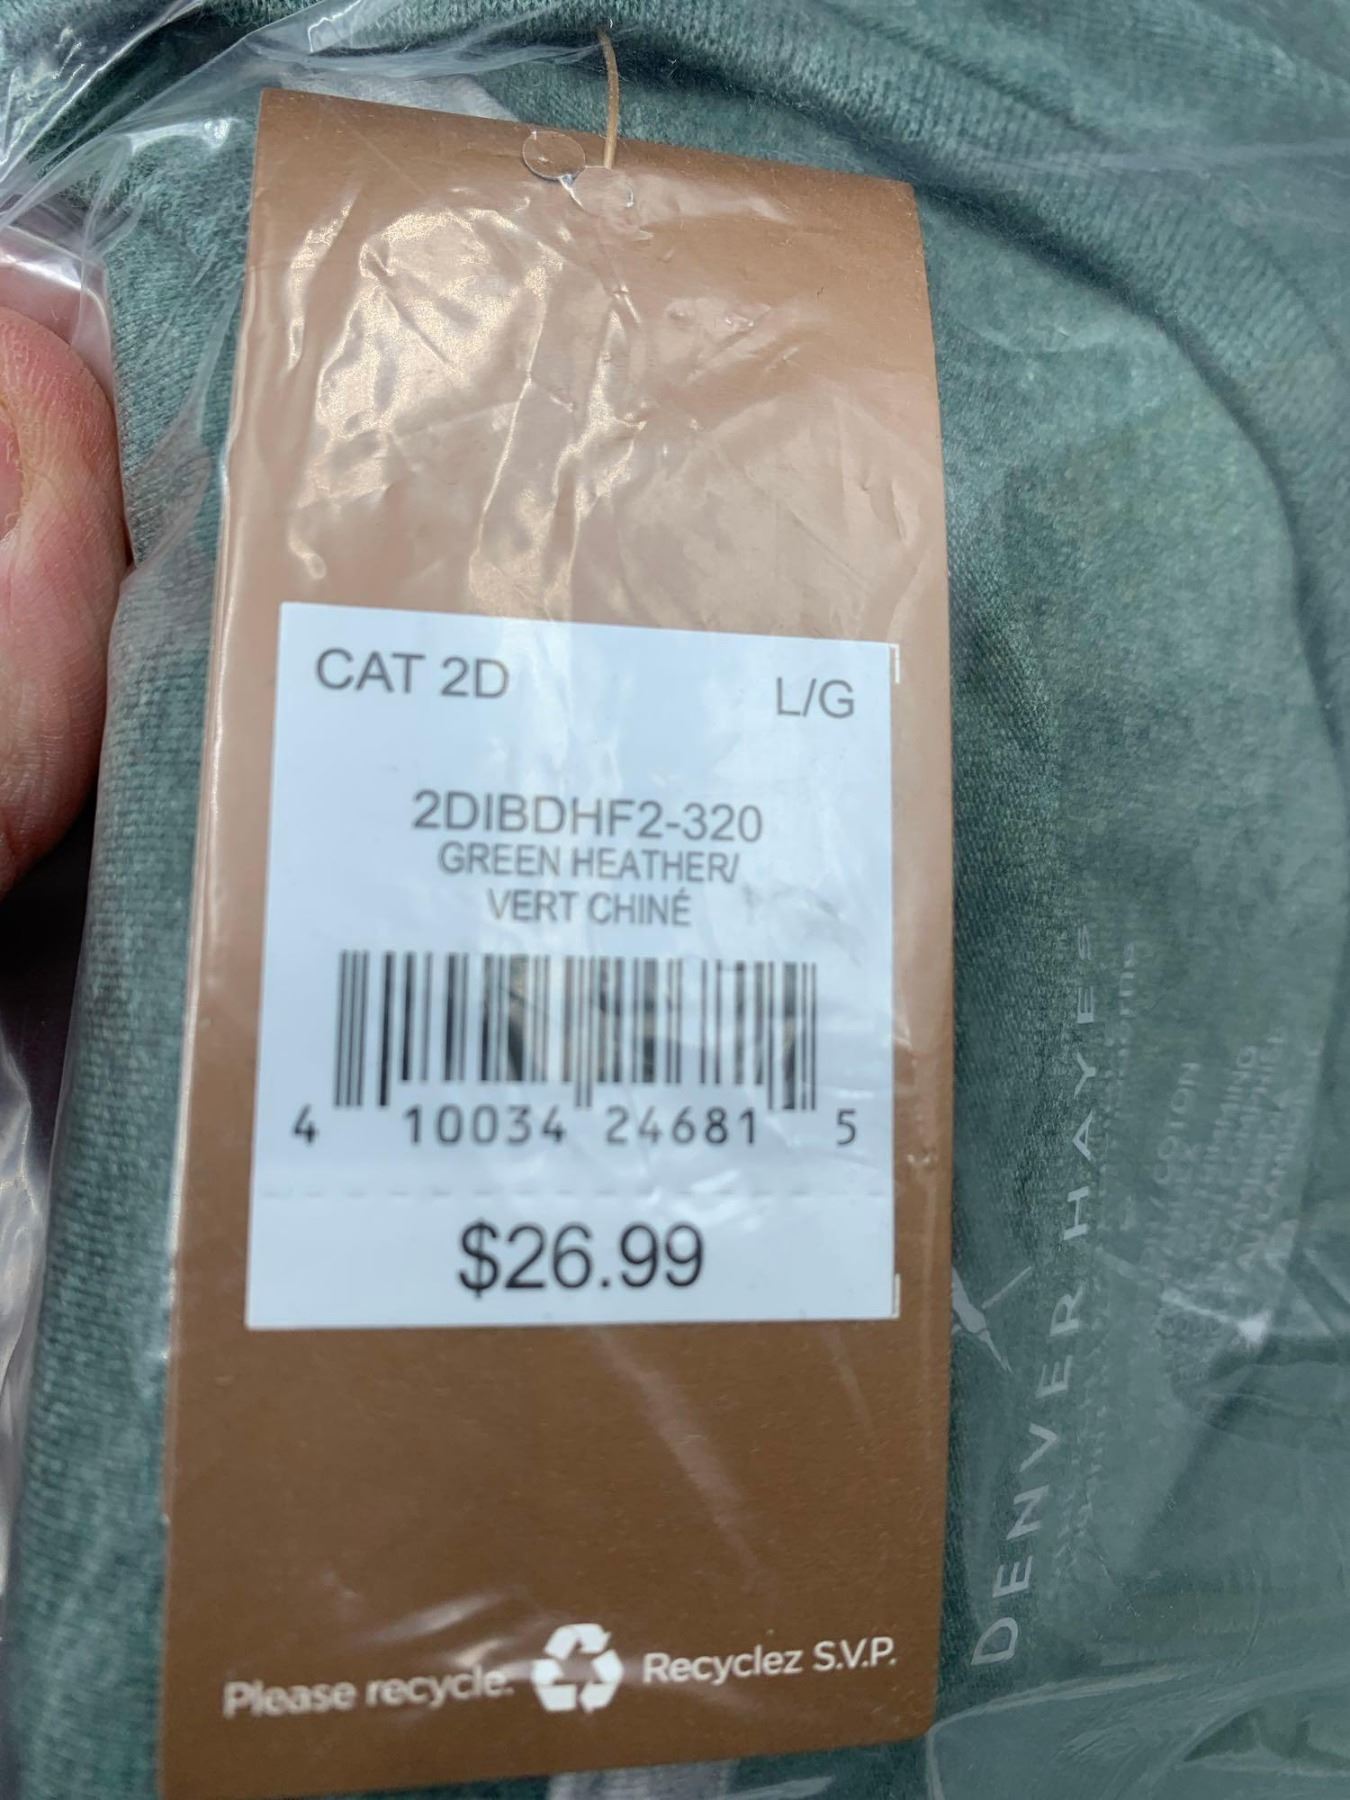 CAT 2D
L/G
2DIBDHF2-320
GREEN HEATHER/
VERT CHINÉ
4 10034 24681 5
$26.99
Please recycle.
Recyclez S.V.P.
DENVER HAYES
COTTON